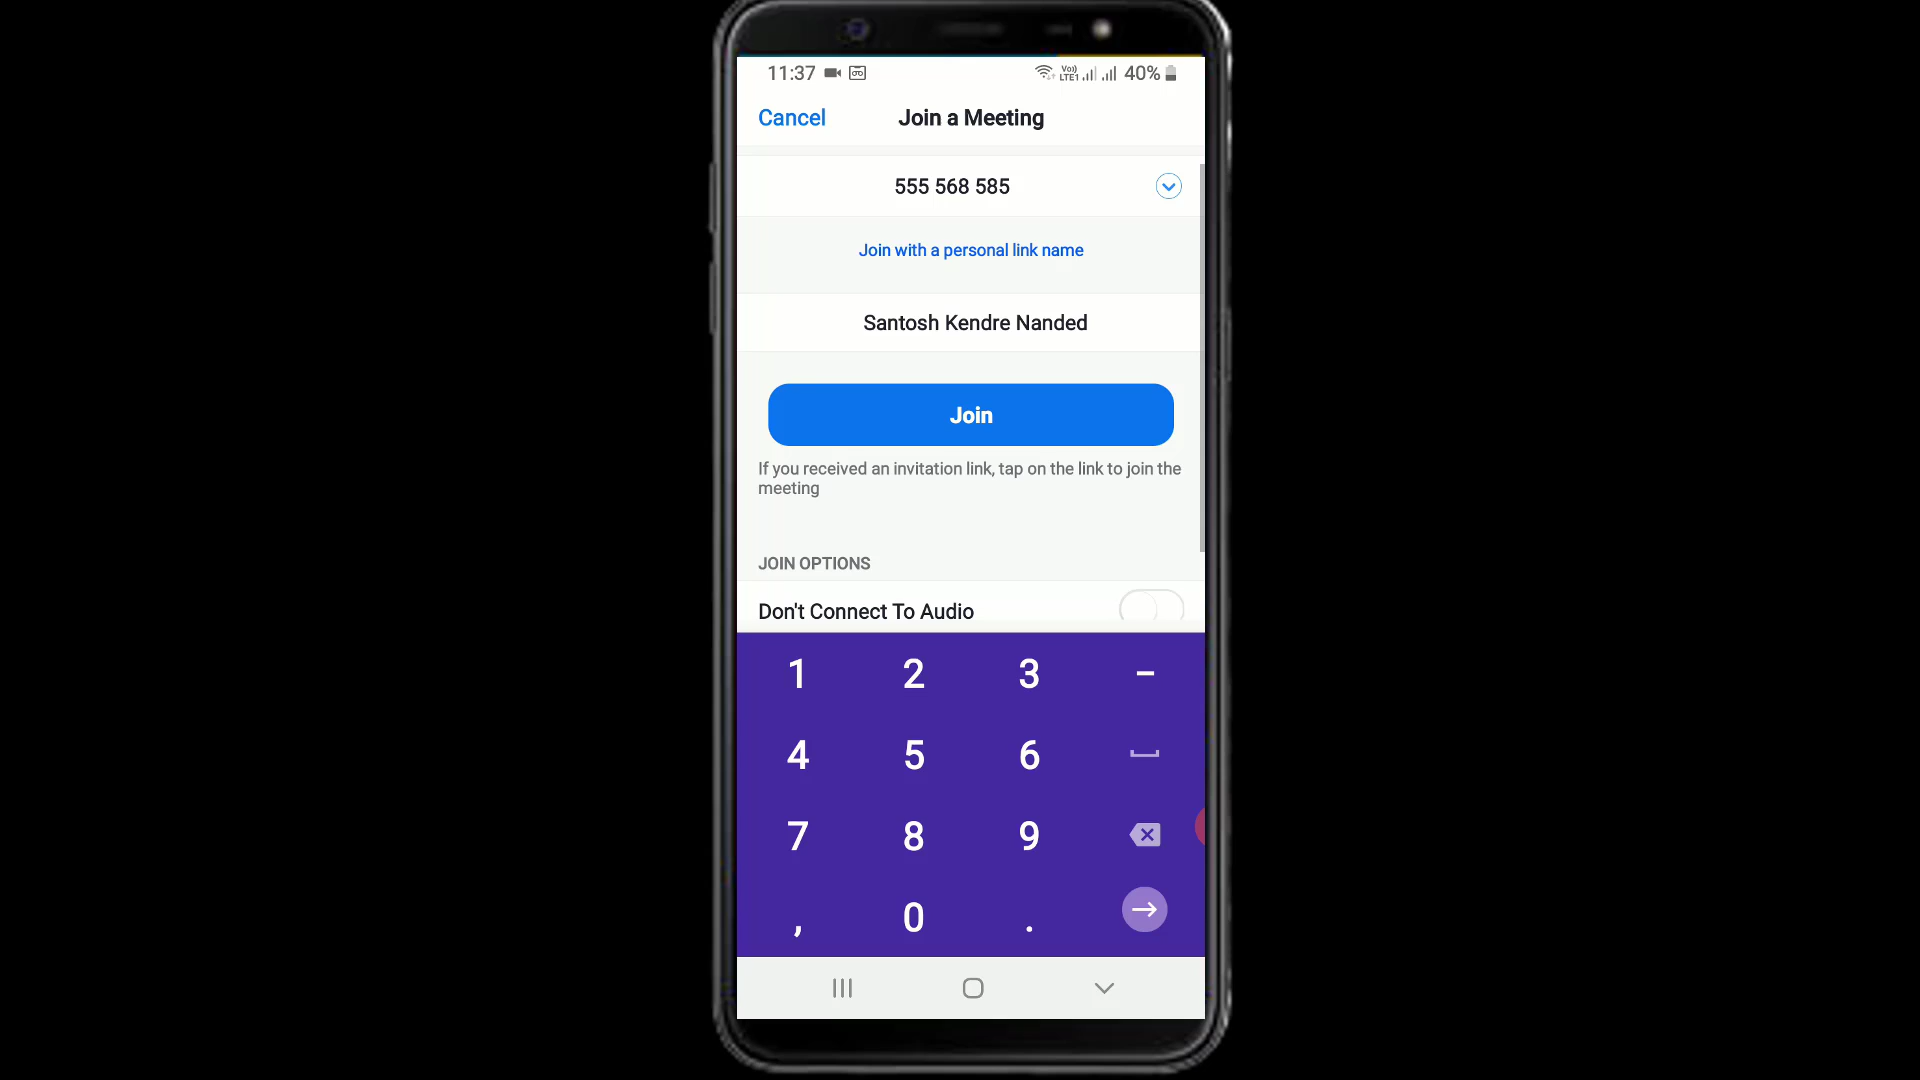 11:37 Vo)) LTE1 40%
Cancel Join a Meeting
555 568 585
Join with a personal link name
Santosh Kendre Nanded
Join
If you received an invitation link, tap on the link to join the
meeting
JOIN OPTIONS
Don't Connect To Audio
1 2 3 -
4 5 6
7 8 9
, 0 .